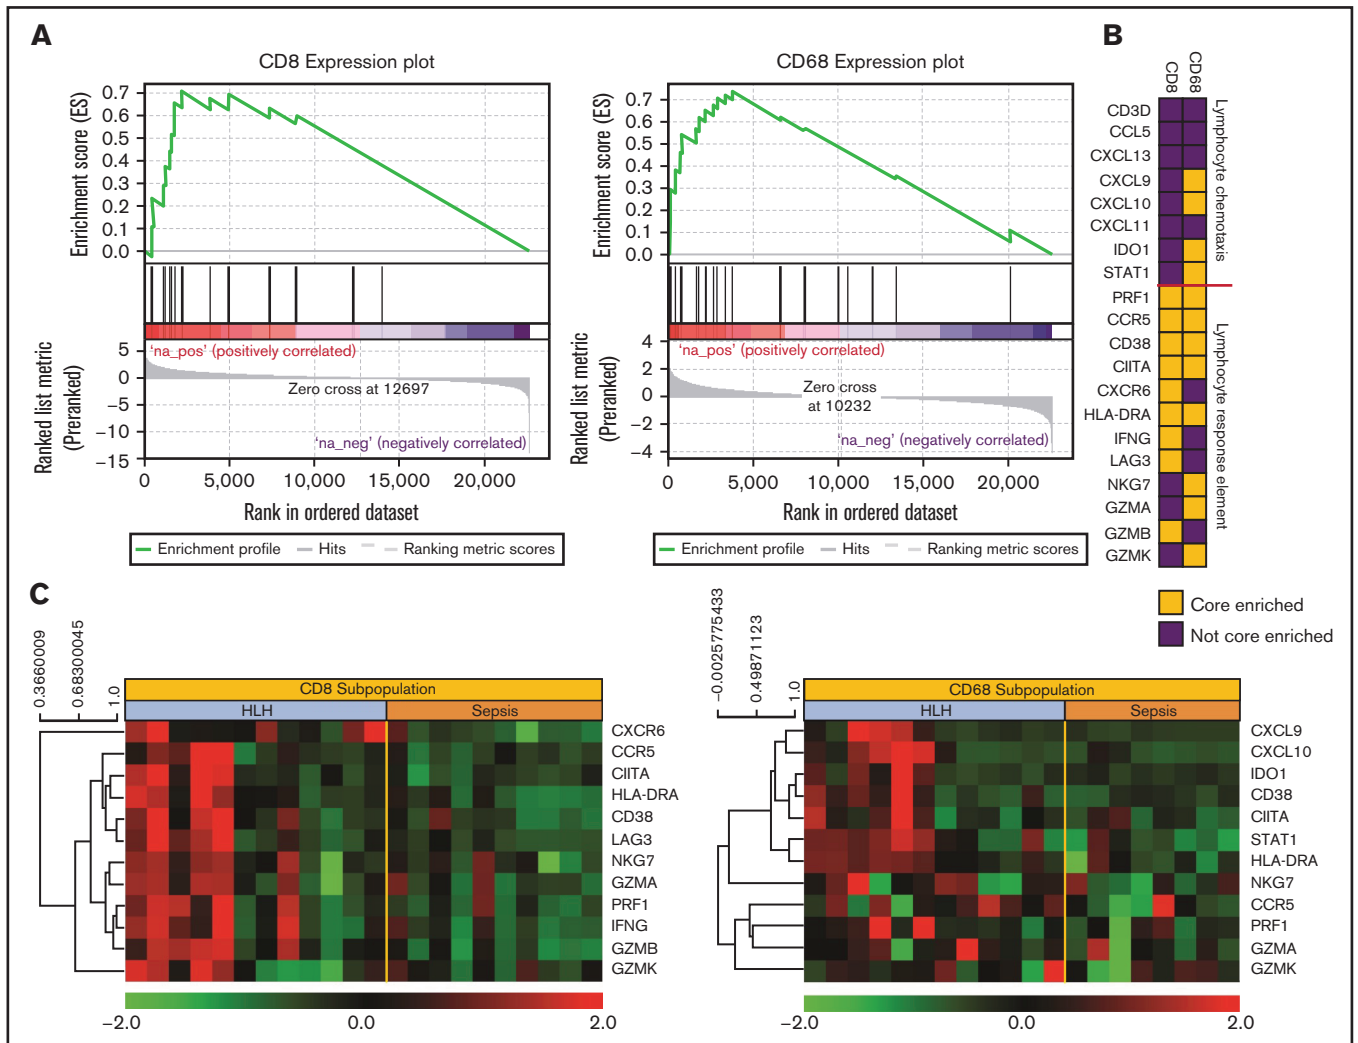 A
CD8 Expression plot
Enrichment score (ES)
0.7
0.6
0.5
0.4
0.3
0.2
0.1
0.0
'na_pos' (positively correlated)
Zero cross at 12697
'na_neg' (negatively correlated)
Ranked list metric
(Preranked)
5
0
−5
−10
−15
0 5,000 10,000 15,000 20,000
Rank in ordered dataset
Enrichment profile Hits Ranking metric scores
CD68 Expression plot
Enrichment score (ES)
0.7
0.6
0.5
0.4
0.3
0.2
0.1
0.0
'na_pos' (positively correlated)
Zero cross
at 10232
'na_neg' (negatively correlated)
Ranked list metric
(Preranked)
4
2
0
−2
−4
0 5,000 10,000 15,000 20,000
Rank in ordered dataset
Enrichment profile Hits Ranking metric scores
B
CD8
CD68
CD3D
CCL5
CXCL13
CXCL9
CXCL10
CXCL11
IDO1
STAT1
PRF1
CCR5
CD38
CIITA
CXCR6
HLA-DRA
IFNG
LAG3
NKG7
GZMA
GZMB
GZMK
Lymphocyte chemotaxis
Lymphocyte response element
Core enriched
Not core enriched
C
0.3660009
0.68300045
1.0
CD8 Subpopulation
HLH Sepsis
CXCR6
CCR5
CIITA
HLA-DRA
CD38
LAG3
NKG7
GZMA
PRF1
IFNG
GZMB
GZMK
−2.0 0.0 2.0
−0.0025775433
0.49871123
1.0
CD68 Subpopulation
HLH Sepsis
CXCL9
CXCL10
IDO1
CD38
CIITA
STAT1
HLA-DRA
NKG7
CCR5
PRF1
GZMA
GZMK
−2.0 0.0 2.0